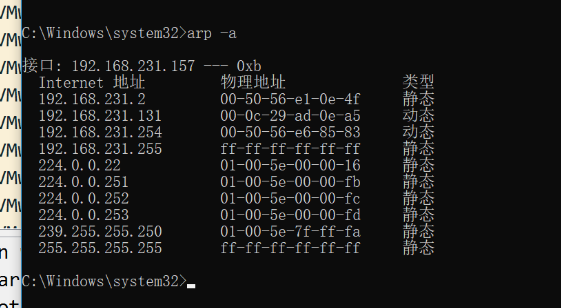 C:\Windows\system32>arp -a
接口: 192.168.231.157 --- 0xb
Internet 地址 物理地址 类型
192.168.231.2 00-50-56-e1-0e-4f 静态
192.168.231.131 00-0c-29-ad-0e-a5 动态
192.168.231.254 00-50-56-e6-85-83 动态
192.168.231.255 ff-ff-ff-ff-ff-ff 静态
224.0.0.22 01-00-5e-00-00-16 静态
224.0.0.251 01-00-5e-00-00-fb 静态
224.0.0.252 01-00-5e-00-00-fc 静态
224.0.0.253 01-00-5e-00-00-fd 静态
239.255.255.250 01-00-5e-7f-ff-fa 静态
255.255.255.255 ff-ff-ff-ff-ff-ff 静态
C:\Windows\system32>